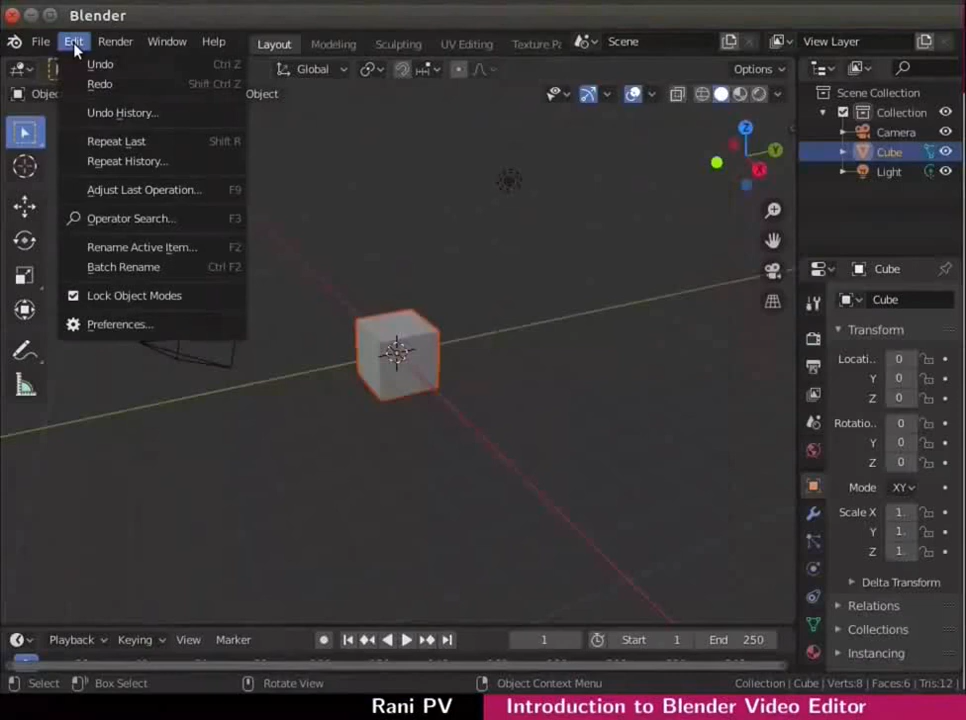 Blender
File Edit Render Window Help Layout Modeling Sculpting UV Editing Texture Pa Scene View Layer
Global Options
Objec Object
Undo Ctrl Z
Redo Shift Ctrl Z
Undo History...
Repeat Last Shift R
Repeat History...
Adjust Last Operation... F9
Operator Search... F3
Rename Active Item... F2
Batch Rename Ctrl F2
Lock Object Modes
Preferences...
Z
Y
X
Scene Collection
Collection
Camera
Cube
Light
Cube
Cube
Transform
Locati.. 0
Y 0
Z 0
Rotatio.. 0
Y 0
Z 0
Mode XY
Scale X 1.
Y 1.
Z 1.
Delta Transform
Relations
Collections
Instancing
Playback Keying View Marker 1 Start 1 End 250
Select Box Select Rotate View Object Context Menu Collection | Cube | Verts:8 | Faces:6 | Tris:12 |
Rani PV Introduction to Blender Video Editor